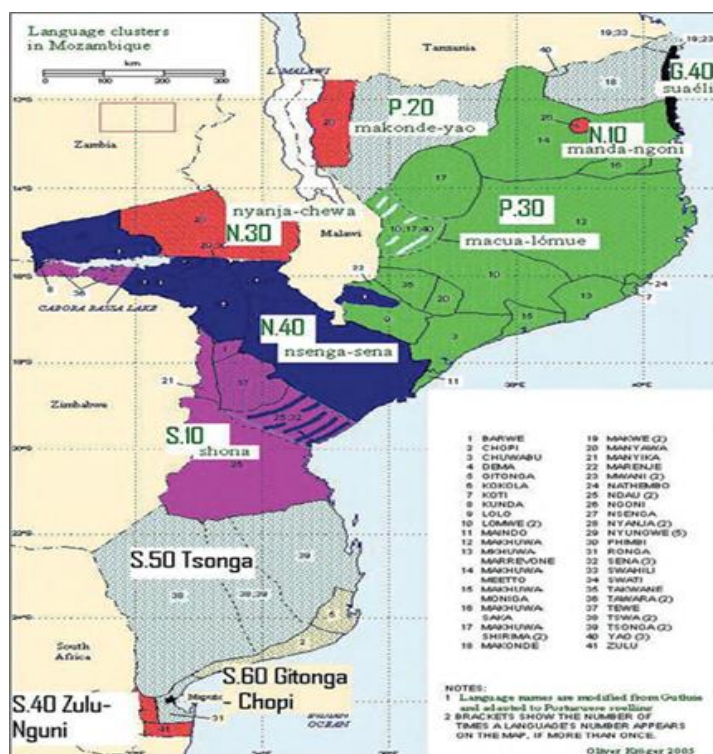 Language clusters
in Mozambique
km
0 100 200
Tanzania
L. MALAWI
Zambia
Malawi
CABORA BASSA LAKE
Zimbabwe
South
Africa
OCEAN
G.40
suaéli
P.20
makonde-yao
N.10
manda-ngoni
nyanja-chewa
N.30
P.30
macua-lómue
N.40
nsenga-sena
S.10
shona
S.50 Tsonga
S.60 Gitonga
- Chopi
S.40 Zulu-
Nguni
1 BARWE
2 CHOPI
3 CHUWABU
4 DEMA
5 GITONGA
6 KOKOLA
7 KOTI
8 KUNDA
9 LOLO
10 LOMWE (2)
11 MAINDO
12 MAKHUWA
13 MKHUWA
MARREVONE
14 MAKHUWA
MEETTO
15 MAKHUWA
MONIGA
16 MAKHUWA
SAKA
17 MAKHUWA
SHIRIMA (2)
18 MAKONDE
19 MAKWE (2)
20 MANYAWA
21 MANYIKA
22 MARENJE
23 MWANI (2)
24 NATHEMBO
25 NDAU (2)
26 NGONI
27 NSENGA
28 NYANJA (2)
29 NYUNGWE (5)
30 PHIMBI
31 RONGA
32 SENA (3)
33 SWAHILI
34 SWATI
35 TAKWANE
36 TAWARA (2)
37 TEWE
38 TSWA (2)
39 TSONGA (2)
40 YAO (3)
41 ZULU
NOTES:
1 Language names are modified from Guthrie
and adapted to Portuguese spelling
2 BRACKETS SHOW THE NUMBER OF
TIMES A LANGUAGE'S NUMBER APPEARS
ON THE MAP, IF MORE THAN ONCE.
Oliver Kröger 2005